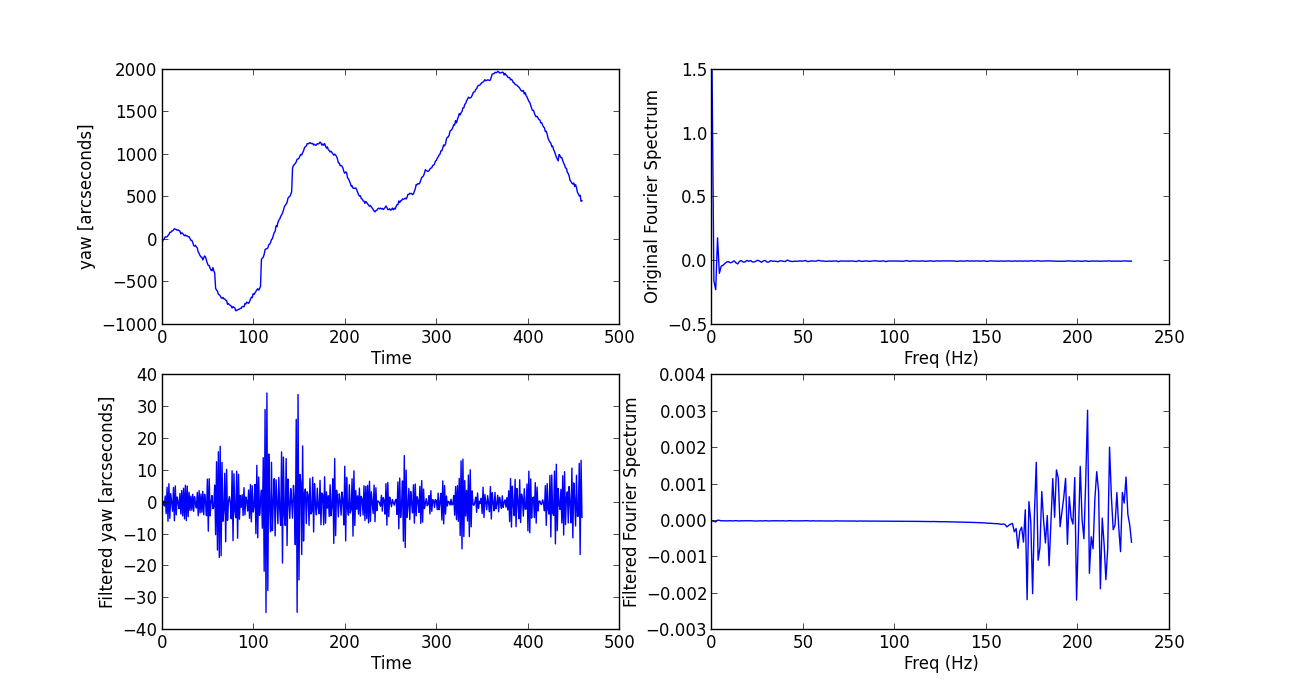 2000
1500
1000
500
0
−500
−1000
yaw [arcseconds]
0 100 200 300 400 500
Time
1.5
1.0
0.5
0.0
−0.5
Original Fourier Spectrum
0 50 100 150 200 250
Freq (Hz)
40
30
20
10
0
−10
−20
−30
−40
Filtered yaw [arcseconds]
0 100 200 300 400 500
Time
0.004
0.003
0.002
0.001
0.000
−0.001
−0.002
−0.003
Filtered Fourier Spectrum
0 50 100 150 200 250
Freq (Hz)